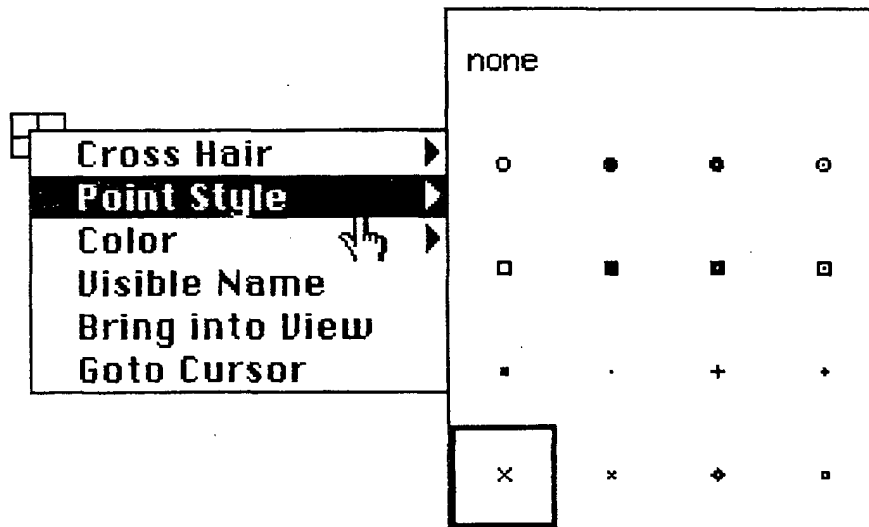 none
Cross Hair
Point Style
Color
Visible Name
Bring into View
Goto Cursor